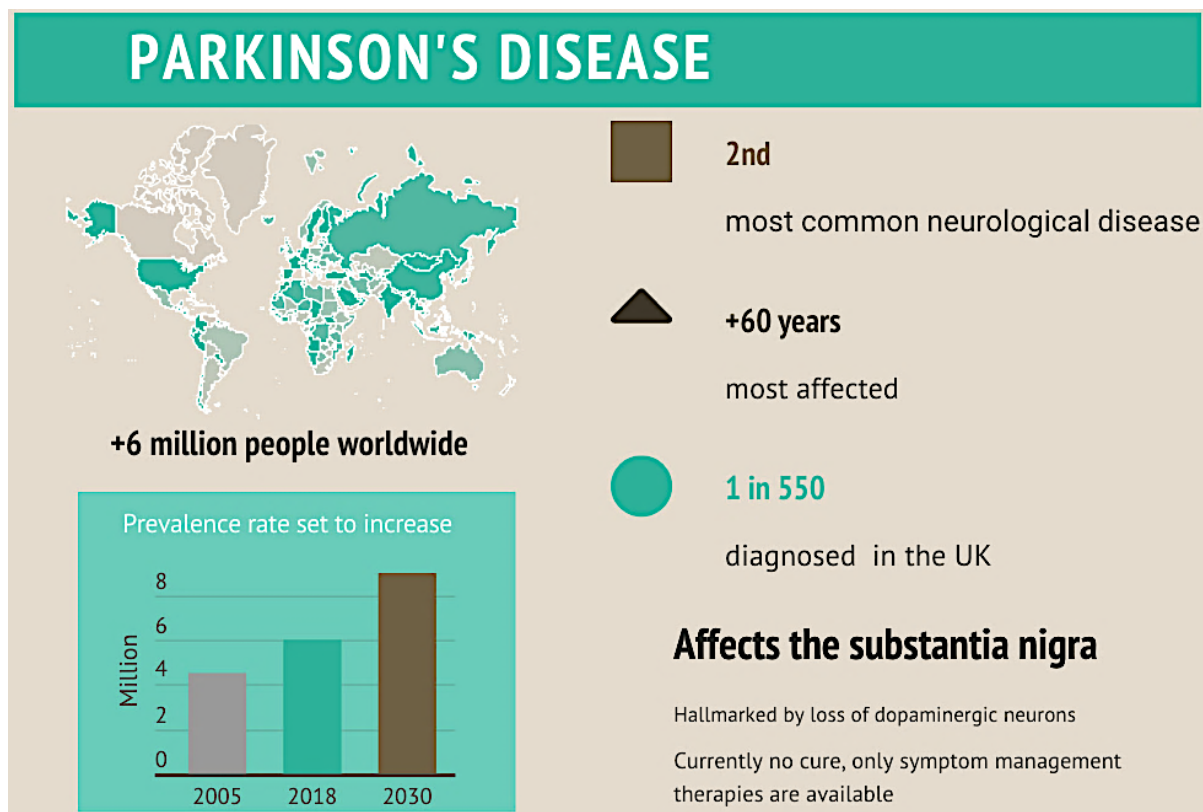 PARKINSON'S DISEASE
+6 million people worldwide
Prevalence rate set to increase
Million
8
6
4
2
0
2005 2018 2030
2nd
most common neurological disease
+60 years
most affected
1 in 550
diagnosed in the UK
Affects the substantia nigra
Hallmarked by loss of dopaminergic neurons
Currently no cure, only symptom management
therapies are available